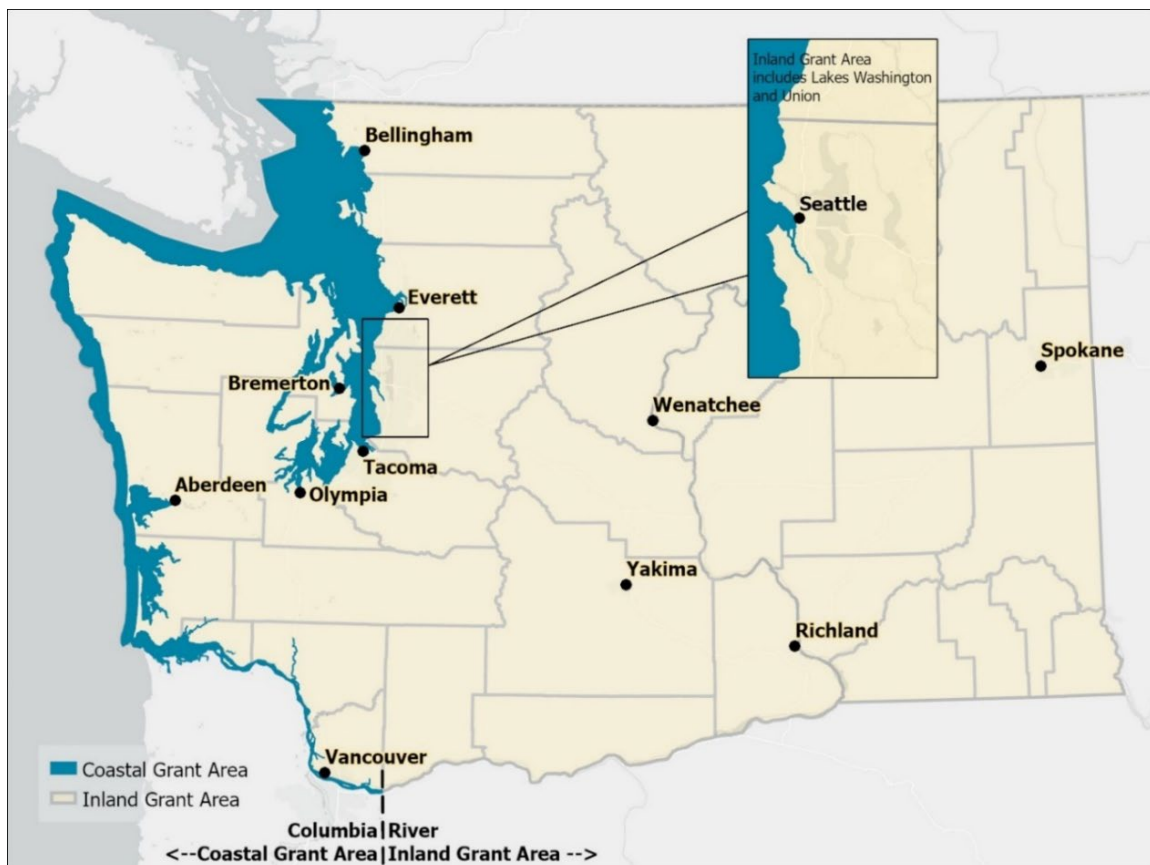 Inland Grant Area
includes Lakes Washington
and Union
Bellingham
Seattle
Everett
Spokane
Bremerton
Wenatchee
Tacoma
Aberdeen
Olympia
Yakima
Richland
Vancouver
Coastal Grant Area
Inland Grant Area
Columbia River
<--Coastal Grant Area Inland Grant Area -->